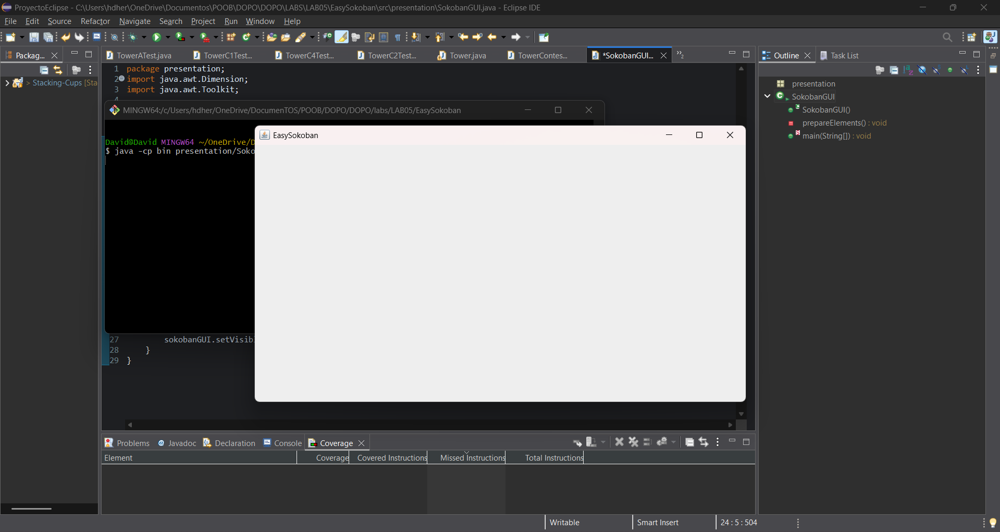 ProyectoEclipse - C:\Users\hdher\OneDrive\Documentos\POOB\DOPO\DOPO\LABS\LAB05\EasySokoban\src\presentation\SokobanGUI.java - Eclipse IDE
File Edit Source Refactor Navigate Search Project Run Window Help
Packag...
TowerATest.java TowerC1Test... TowerC4Test... TowerC2Test... Tower.java TowerContes... *SokobanGUI... »2
Outline Task List
> Stacking-Cups [Sta
1 package presentation;
2 import java.awt.Dimension;
3 import java.awt.Toolkit;
4
MINGW64:/c/Users/hdher/OneDrive/DocumenTOS/POOB/DOPO/DOPO/labs/LAB05/EasySokoban
David@David MINGW64 ~/OneDrive/D
$ java -cp bin presentation/Soko
EasySokoban
27 sokobanGUI.setVisib
28 }
29 }
presentation
SokobanGUI
SokobanGUI()
prepareElements() : void
main(String[]) : void
Problems Javadoc Declaration Console Coverage
Element Coverage Covered Instructions Missed Instructions Total Instructions
Writable Smart Insert 24 : 5 : 504